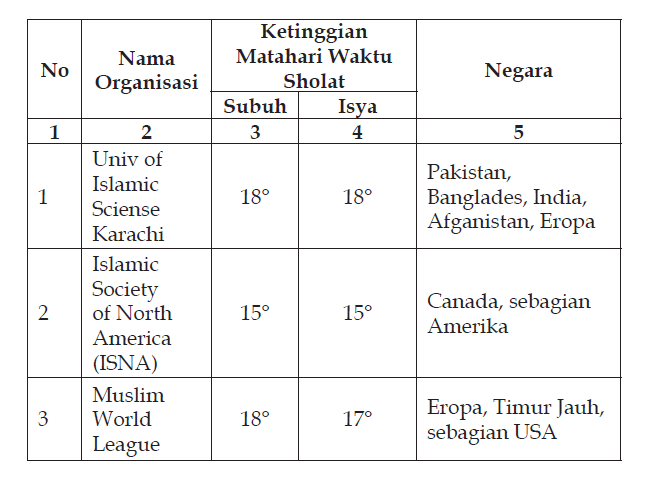 No
Nama
Organisasi
Ketinggian
Matahari Waktu
Sholat
Negara
Subuh
Isya
1
2
3
4
5
1
Univ of
Islamic
Sciense
Karachi
18°
18°
Pakistan,
Banglades, India,
Afganistan, Eropa
2
Islamic
Society
of North
America
(ISNA)
15°
15°
Canada, sebagian
Amerika
3
Muslim
World
League
18°
17°
Eropa, Timur Jauh,
sebagian USA